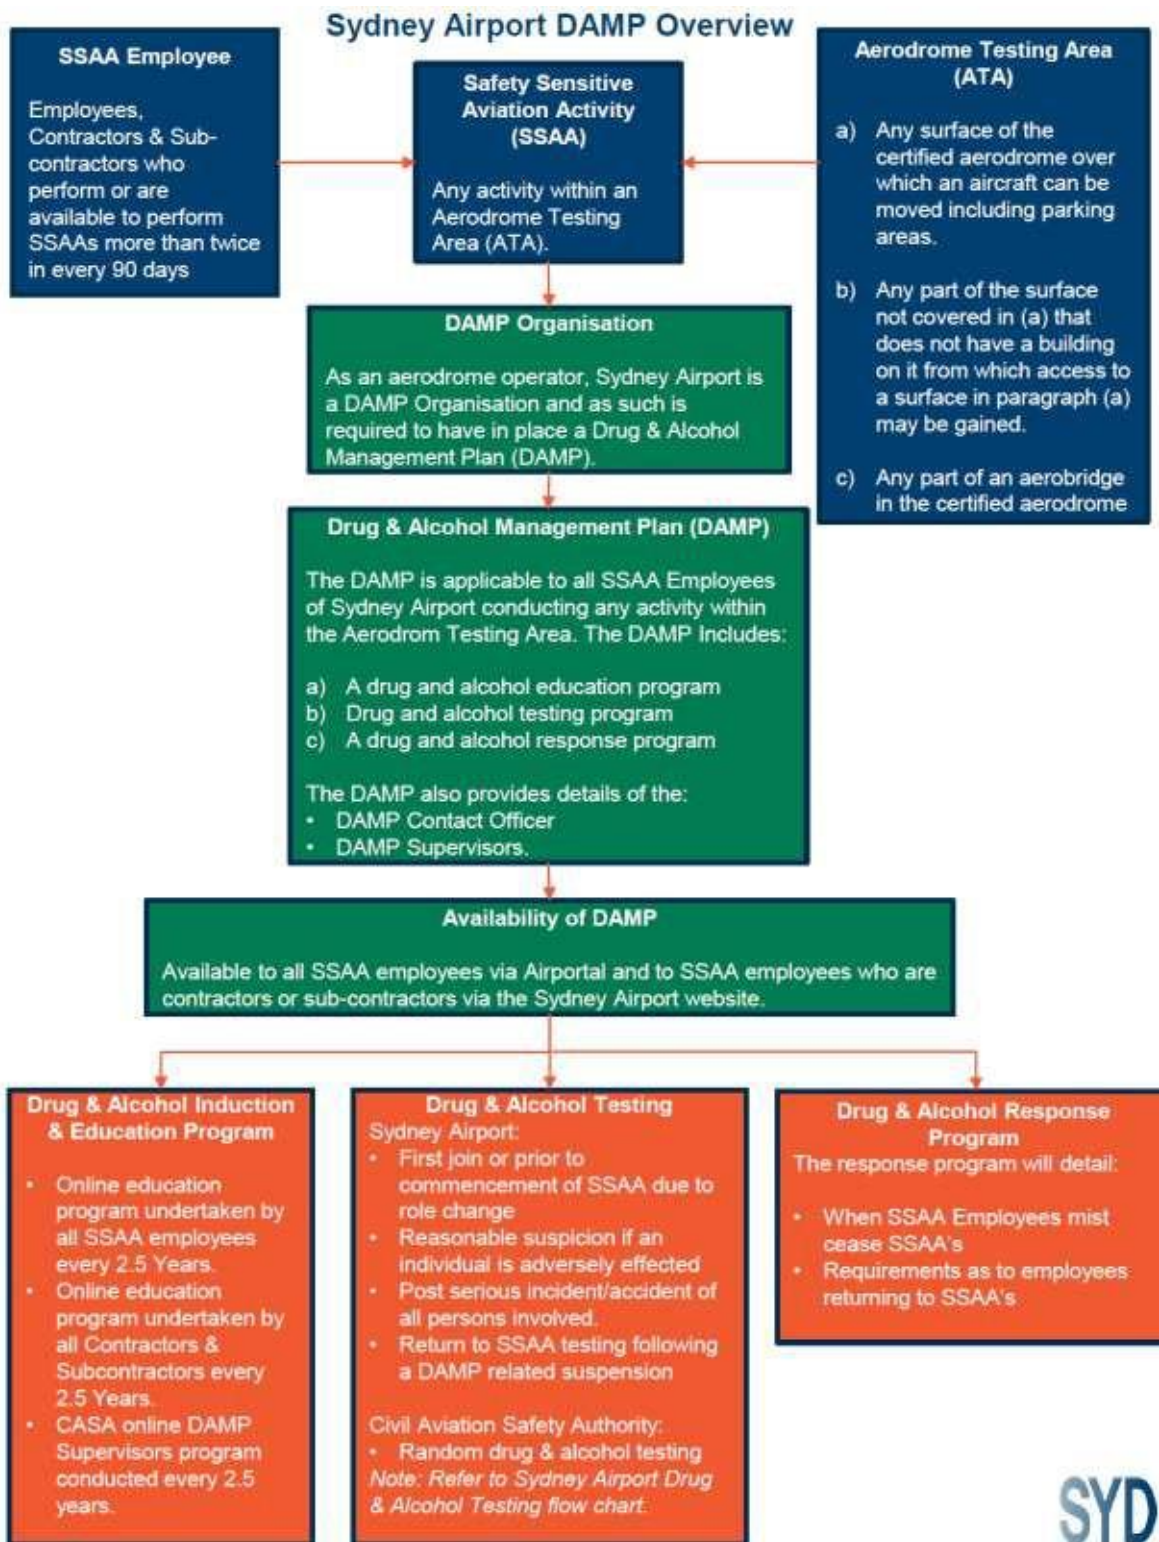 Sydney Airport DAMP Overview
SSAA Employee
Employees,
Contractors & Sub-
contractors who
perform or are
available to perform
SSAAs more than twice
in every 90 days
Safety Sensitive
Aviation Activity
(SSAA)
Any activity within an
Aerodrome Testing
Area (ATA).
Aerodrome Testing Area
(ATA)
a) Any surface of the
certified aerodrome over
which an aircraft can be
moved including parking
areas.
b) Any part of the surface
not covered in (a) that
does not have a building
on it from which access to
a surface in paragraph (a)
may be gained.
c) Any part of an aerobridge
in the certified aerodrome
DAMP Organisation
As an aerodrome operator, Sydney Airport is
a DAMP Organisation and as such is
required to have in place a Drug & Alcohol
Management Plan (DAMP).
Drug & Alcohol Management Plan (DAMP)
The DAMP is applicable to all SSAA Employees
of Sydney Airport conducting any activity within
the Aerodrom Testing Area. The DAMP Includes:
a) A drug and alcohol education program
b) Drug and alcohol testing program
c) A drug and alcohol response program
The DAMP also provides details of the:
• DAMP Contact Officer
• DAMP Supervisors.
Availability of DAMP
Available to all SSAA employees via Airportal and to SSAA employees who are
contractors or sub-contractors via the Sydney Airport website.
Drug & Alcohol Induction
& Education Program
• Online education
program undertaken by
all SSAA employees
every 2.5 Years.
• Online education
program undertaken by
all Contractors &
Subcontractors every
2.5 Years.
• CASA online DAMP
Supervisors program
conducted every 2.5
years.
Drug & Alcohol Testing
Sydney Airport:
• First join or prior to
commencement of SSAA due to
role change
• Reasonable suspicion if an
individual is adversely effected
• Post serious incident/accident of
all persons involved.
• Return to SSAA testing following
a DAMP related suspension
Civil Aviation Safety Authority:
• Random drug & alcohol testing
Note: Refer to Sydney Airport Drug
& Alcohol Testing flow chart.
Drug & Alcohol Response
Program
The response program will detail:
• When SSAA Employees mist
cease SSAA's
• Requirements as to employees
returning to SSAA's
SYD